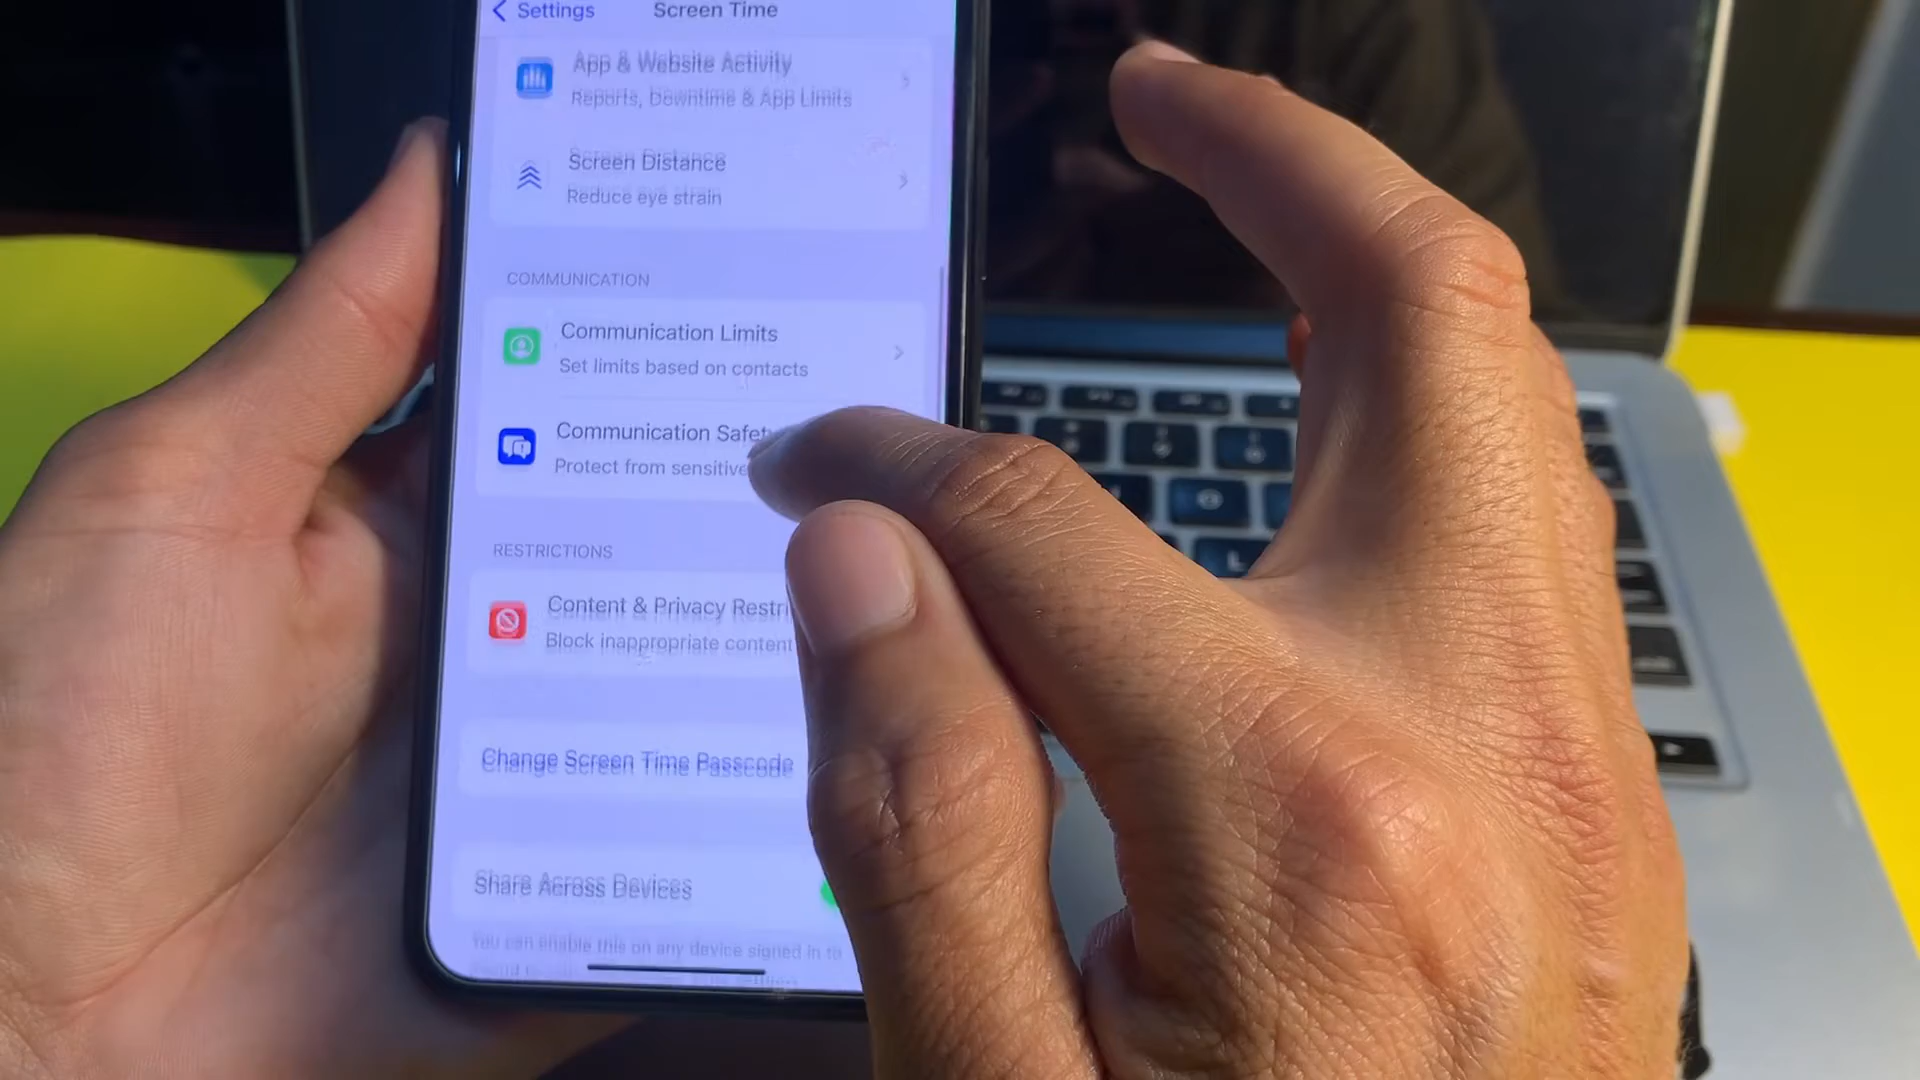 Settings
Screen Time
App & Website Activity
Reports, Downtime & App Limits
Screen Distance
Reduce eye strain
COMMUNICATION
Communication Limits
Set limits based on contacts
Communication Safet
Protect from sensitive
RESTRICTIONS
Content & Privacy Restri
Block inappropriate content
Change Screen Time Passcode
Share Across Devices
You can enable this on any device signed in to
L